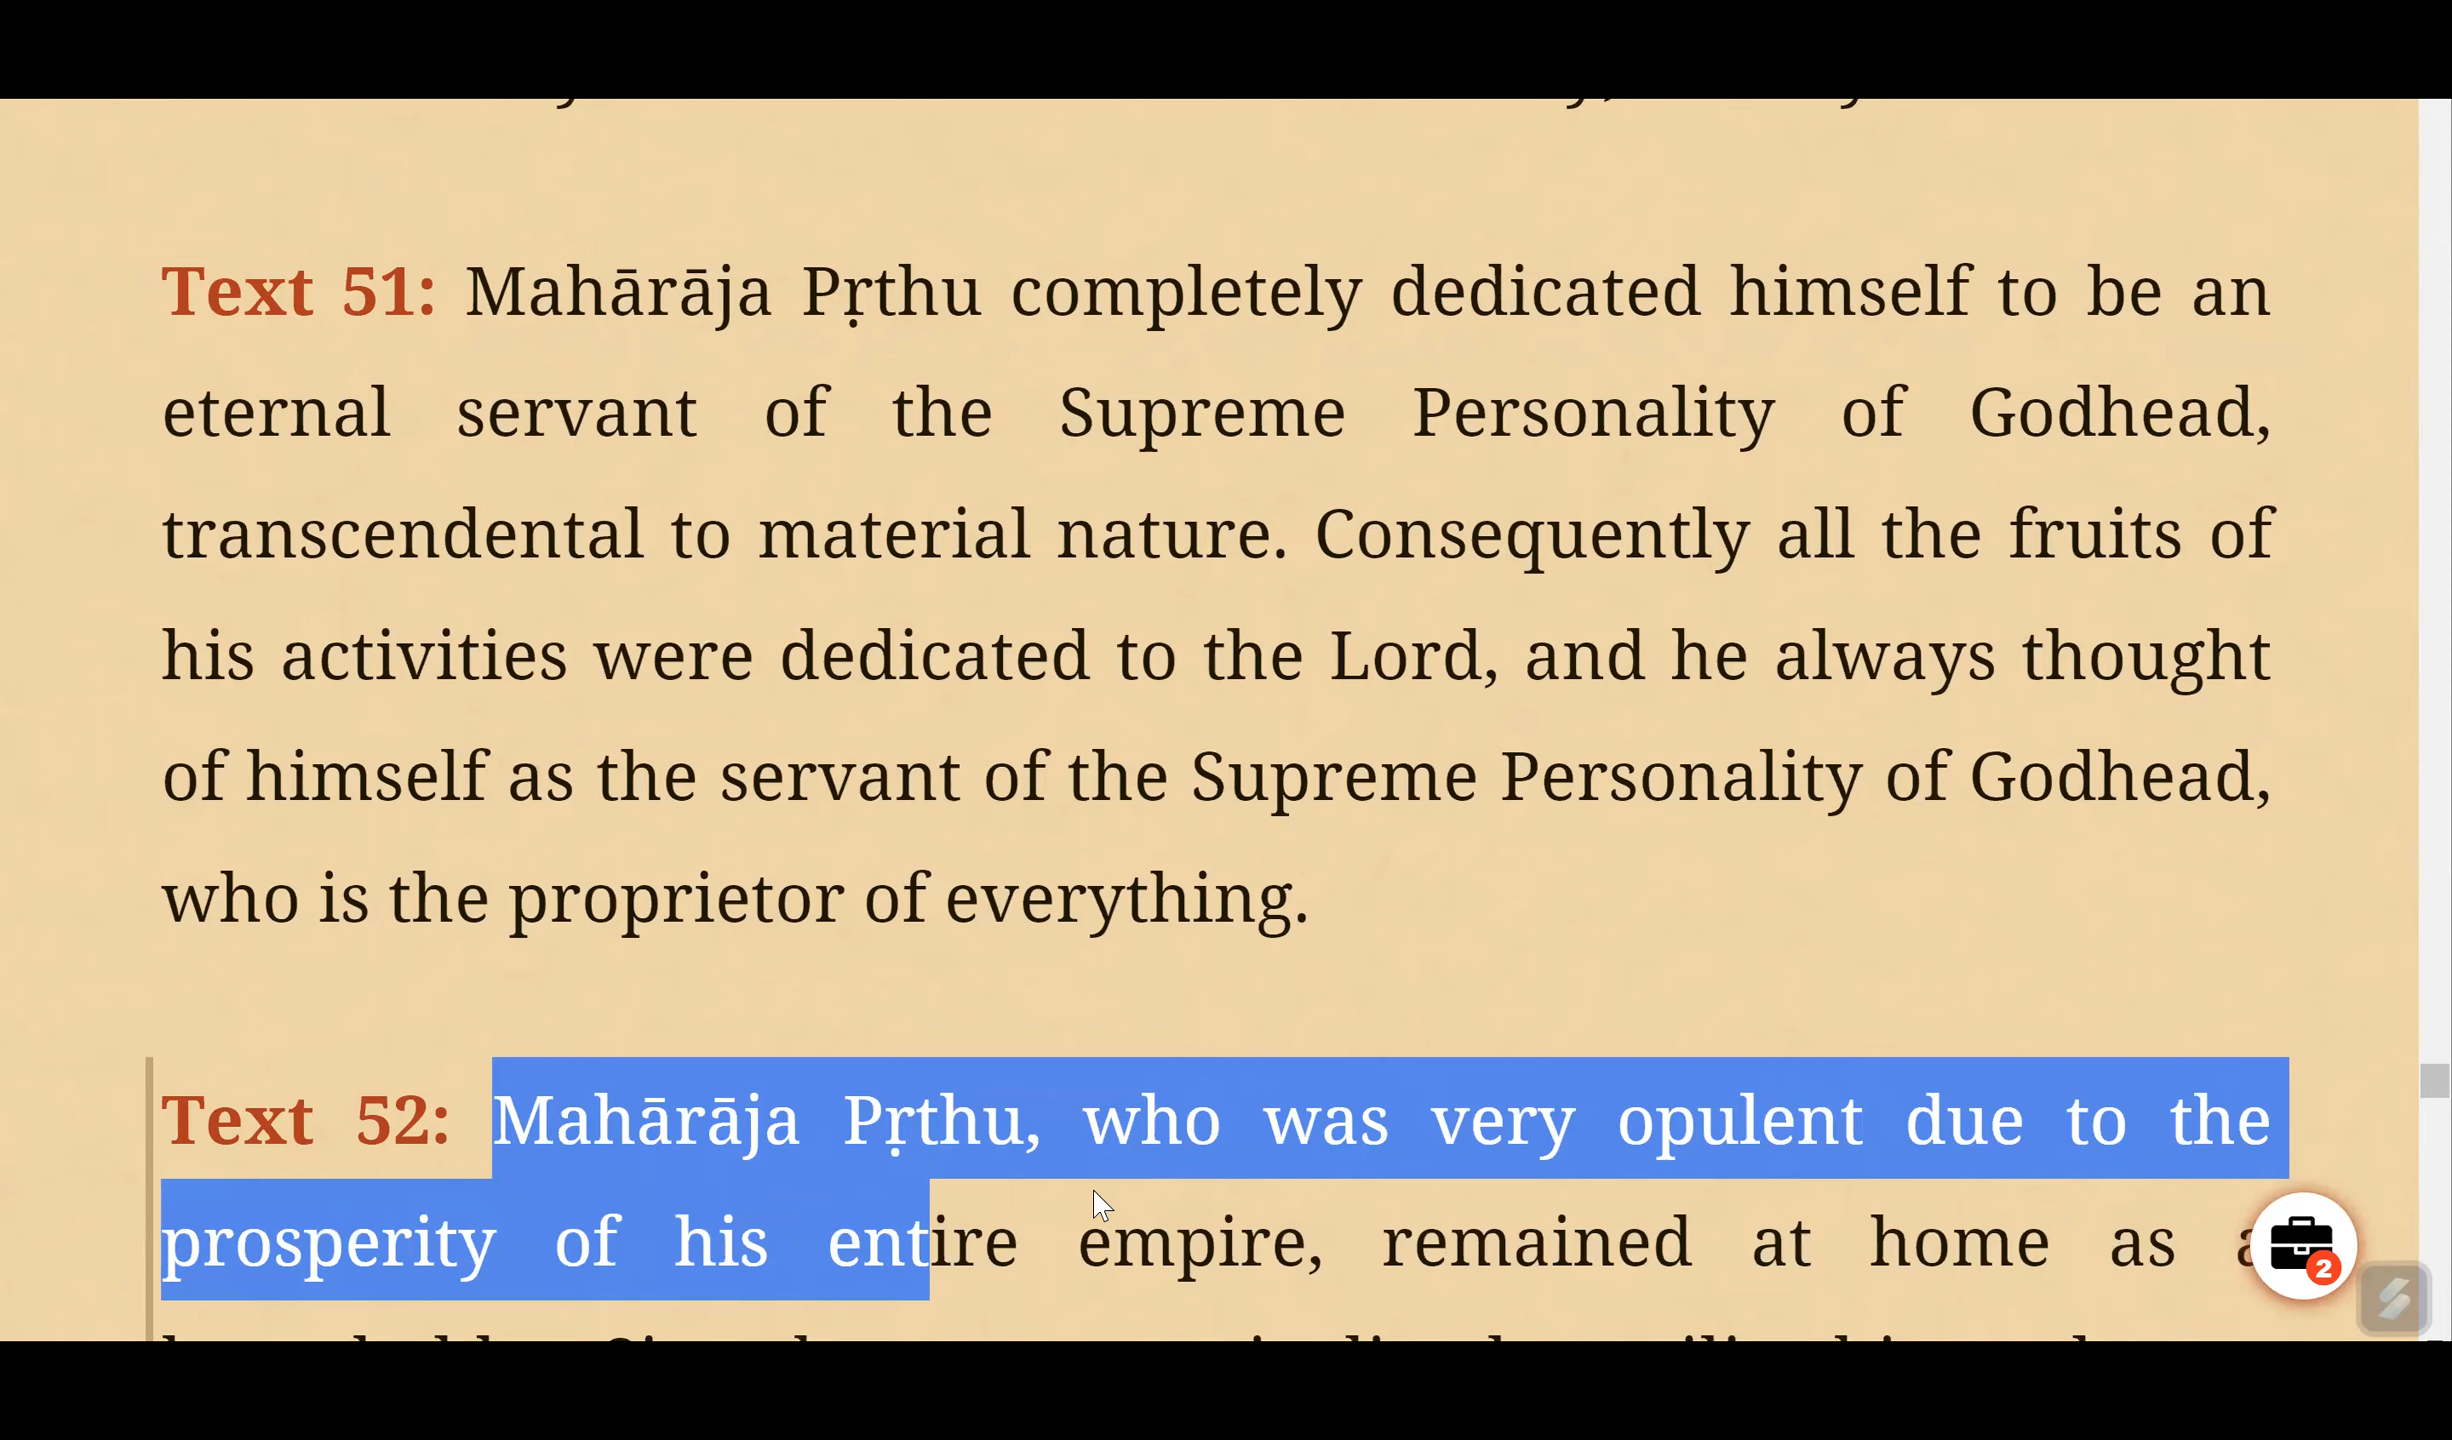 Text 51: Mahārāja Pṛthu completely dedicated himself to be an
eternal servant of the Supreme Personality of Godhead,
transcendental to material nature. Consequently all the fruits of
his activities were dedicated to the Lord, and he always thought
of himself as the servant of the Supreme Personality of Godhead,
who is the proprietor of everything.
Text 52: Mahārāja Pṛthu, who was very opulent due to the
prosperity of his entire empire, remained at home as a
2